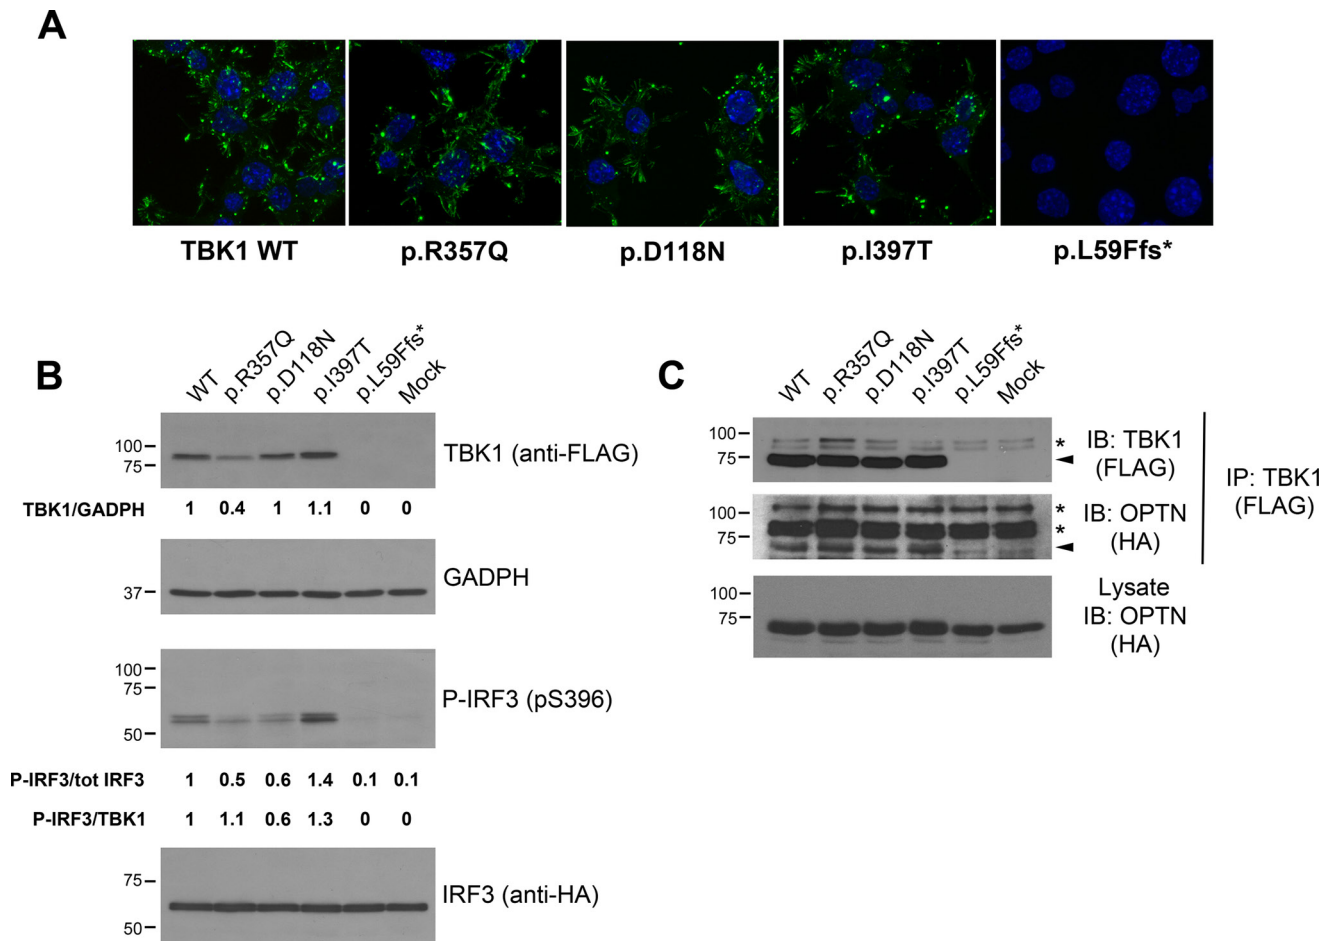 A
TBK1 WT
p.R357Q
p.D118N
p.I397T
p.L59Ffs*
B
WT
p.R357Q
p.D118N
p.I397T
p.L59Ffs*
Mock
100
75
TBK1 (anti-FLAG)
TBK1/GADPH 1 0.4 1 1.1 0 0
37
GADPH
100
75
50
P-IRF3 (pS396)
P-IRF3/tot IRF3 1 0.5 0.6 1.4 0.1 0.1
P-IRF3/TBK1 1 1.1 0.6 1.3 0 0
75
50
IRF3 (anti-HA)
C
WT
p.R357Q
p.D118N
p.I397T
p.L59Ffs*
Mock
100
75
*
IB: TBK1
(FLAG)
100
75
*
*
IB: OPTN
(HA)
IP: TBK1
(FLAG)
100
75
Lysate
IB: OPTN
(HA)